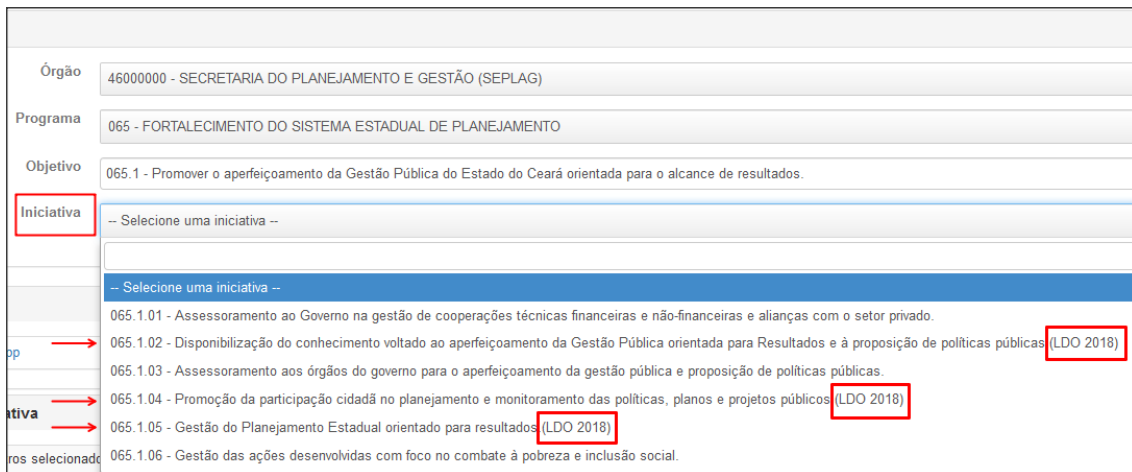 Órgão
46000000 - SECRETARIA DO PLANEJAMENTO E GESTÃO (SEPLAG)
Programa
065 - FORTALECIMENTO DO SISTEMA ESTADUAL DE PLANEJAMENTO
Objetivo
065.1 - Promover o aperfeiçoamento da Gestão Pública do Estado do Ceará orientada para o alcance de resultados.
Iniciativa
-- Selecione uma iniciativa --
-- Selecione uma iniciativa --
065.1.01 - Assessoramento ao Governo na gestão de cooperações técnicas financeiras e não-financeiras e alianças com o setor privado.
pp
065.1.02 - Disponibilização do conhecimento voltado ao aperfeiçoamento da Gestão Pública orientada para Resultados e à proposição de políticas públicas (LDO 2018)
065.1.03 - Assessoramento aos órgãos do governo para o aperfeiçoamento da gestão pública e proposição de políticas públicas.
065.1.04 - Promoção da participação cidadã no planejamento e monitoramento das políticas, planos e projetos públicos (LDO 2018)
ativa
065.1.05 - Gestão do Planejamento Estadual orientado para resultados (LDO 2018)
ros selecionado
065.1.06 - Gestão das ações desenvolvidas com foco no combate à pobreza e inclusão social.